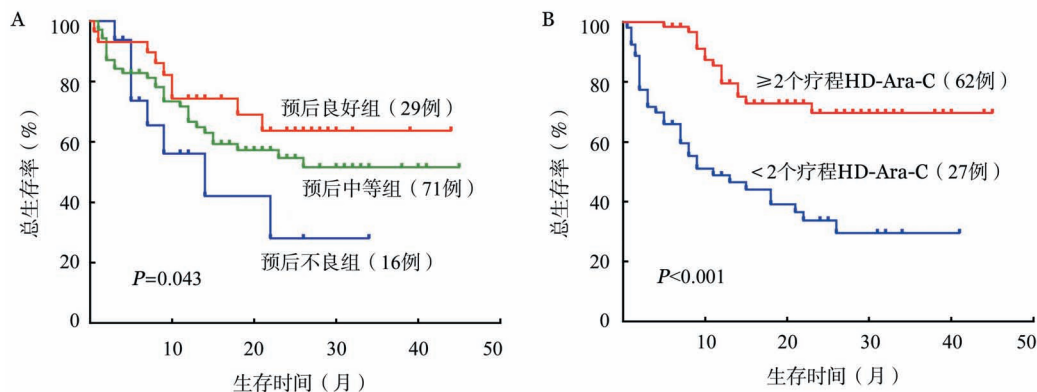 A
100
80
60
40
20
0
总生存率（%）
预后良好组（29例）
预后中等组（71例）
预后不良组（16例）
P=0.043
10
20
30
40
50
生存时间（月）
B
100
80
60
40
20
0
总生存率（%）
≥2个疗程HD-Ara-C（62例）
<2个疗程HD-Ara-C（27例）
P<0.001
10
20
30
40
50
生存时间（月）